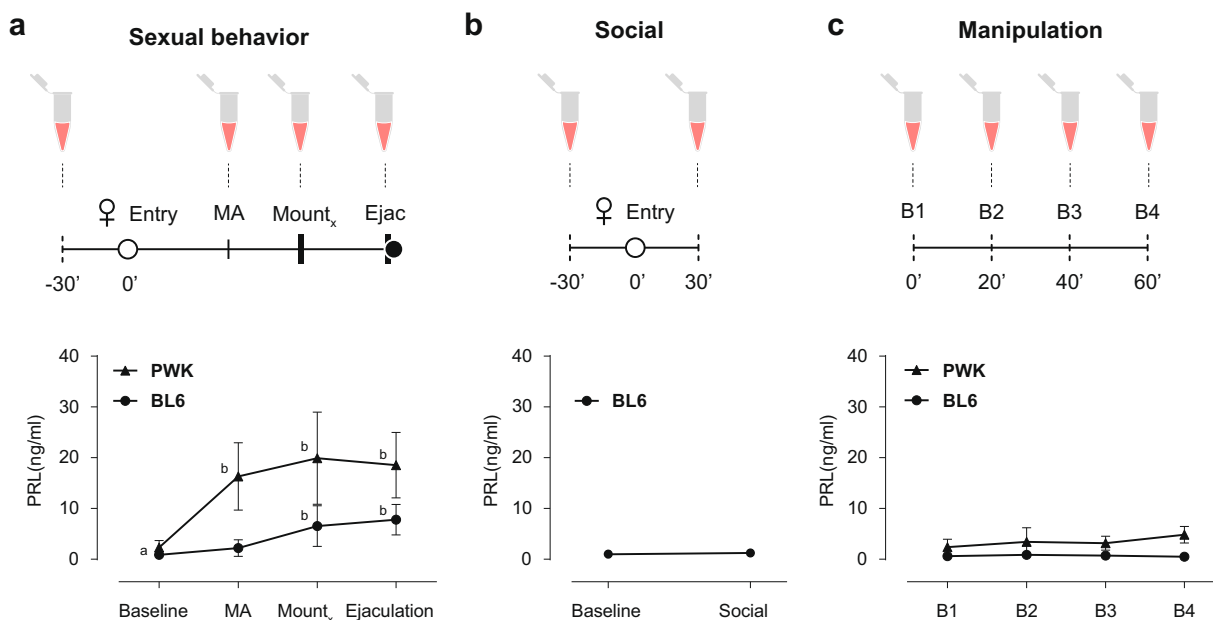 a
Sexual behavior
♀ Entry MA Mountₓ Ejac
-30' 0'
40
30
20
10
0
PRL(ng/ml)
PWK
BL6
a b b b
b b
Baseline MA Mount Ejaculation
b
Social
♀ Entry
-30' 0' 30'
40
30
20
10
0
PRL(ng/ml)
BL6
Baseline Social
c
Manipulation
B1 B2 B3 B4
0' 20' 40' 60'
40
30
20
10
0
PRL(ng/ml)
PWK
BL6
B1 B2 B3 B4